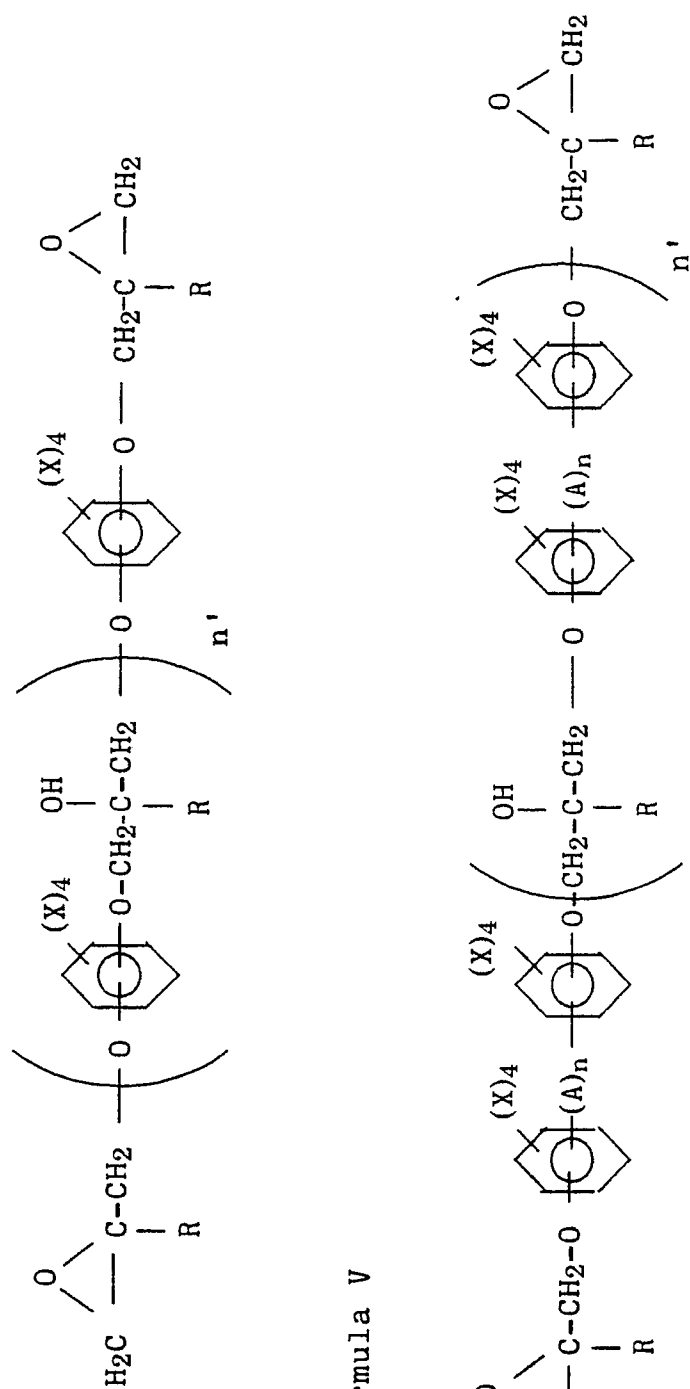 O (X)4 OH (X)4 O
H2C C-CH2 O O-CH2-C-CH2 O O CH2-C CH2
R R n' R
V
(X)4 (X)4 OH (X)4 (X)4 O
C-CH2-O (A)n O-CH2-C-CH2 O (A)n O CH2-C CH2
R R n' R